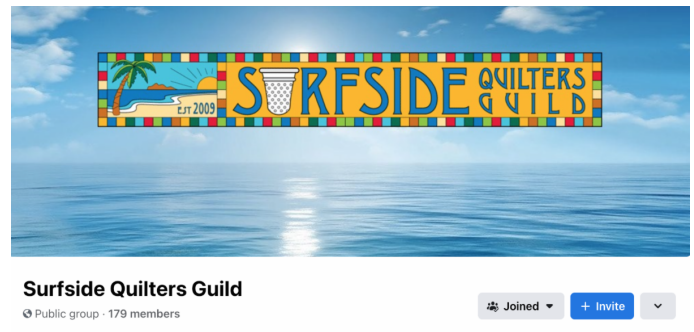 EST 2009
SURFSIDE QUILTERS
GUILD
Surfside Quilters Guild
Public group · 179 members
Joined
+ Invite